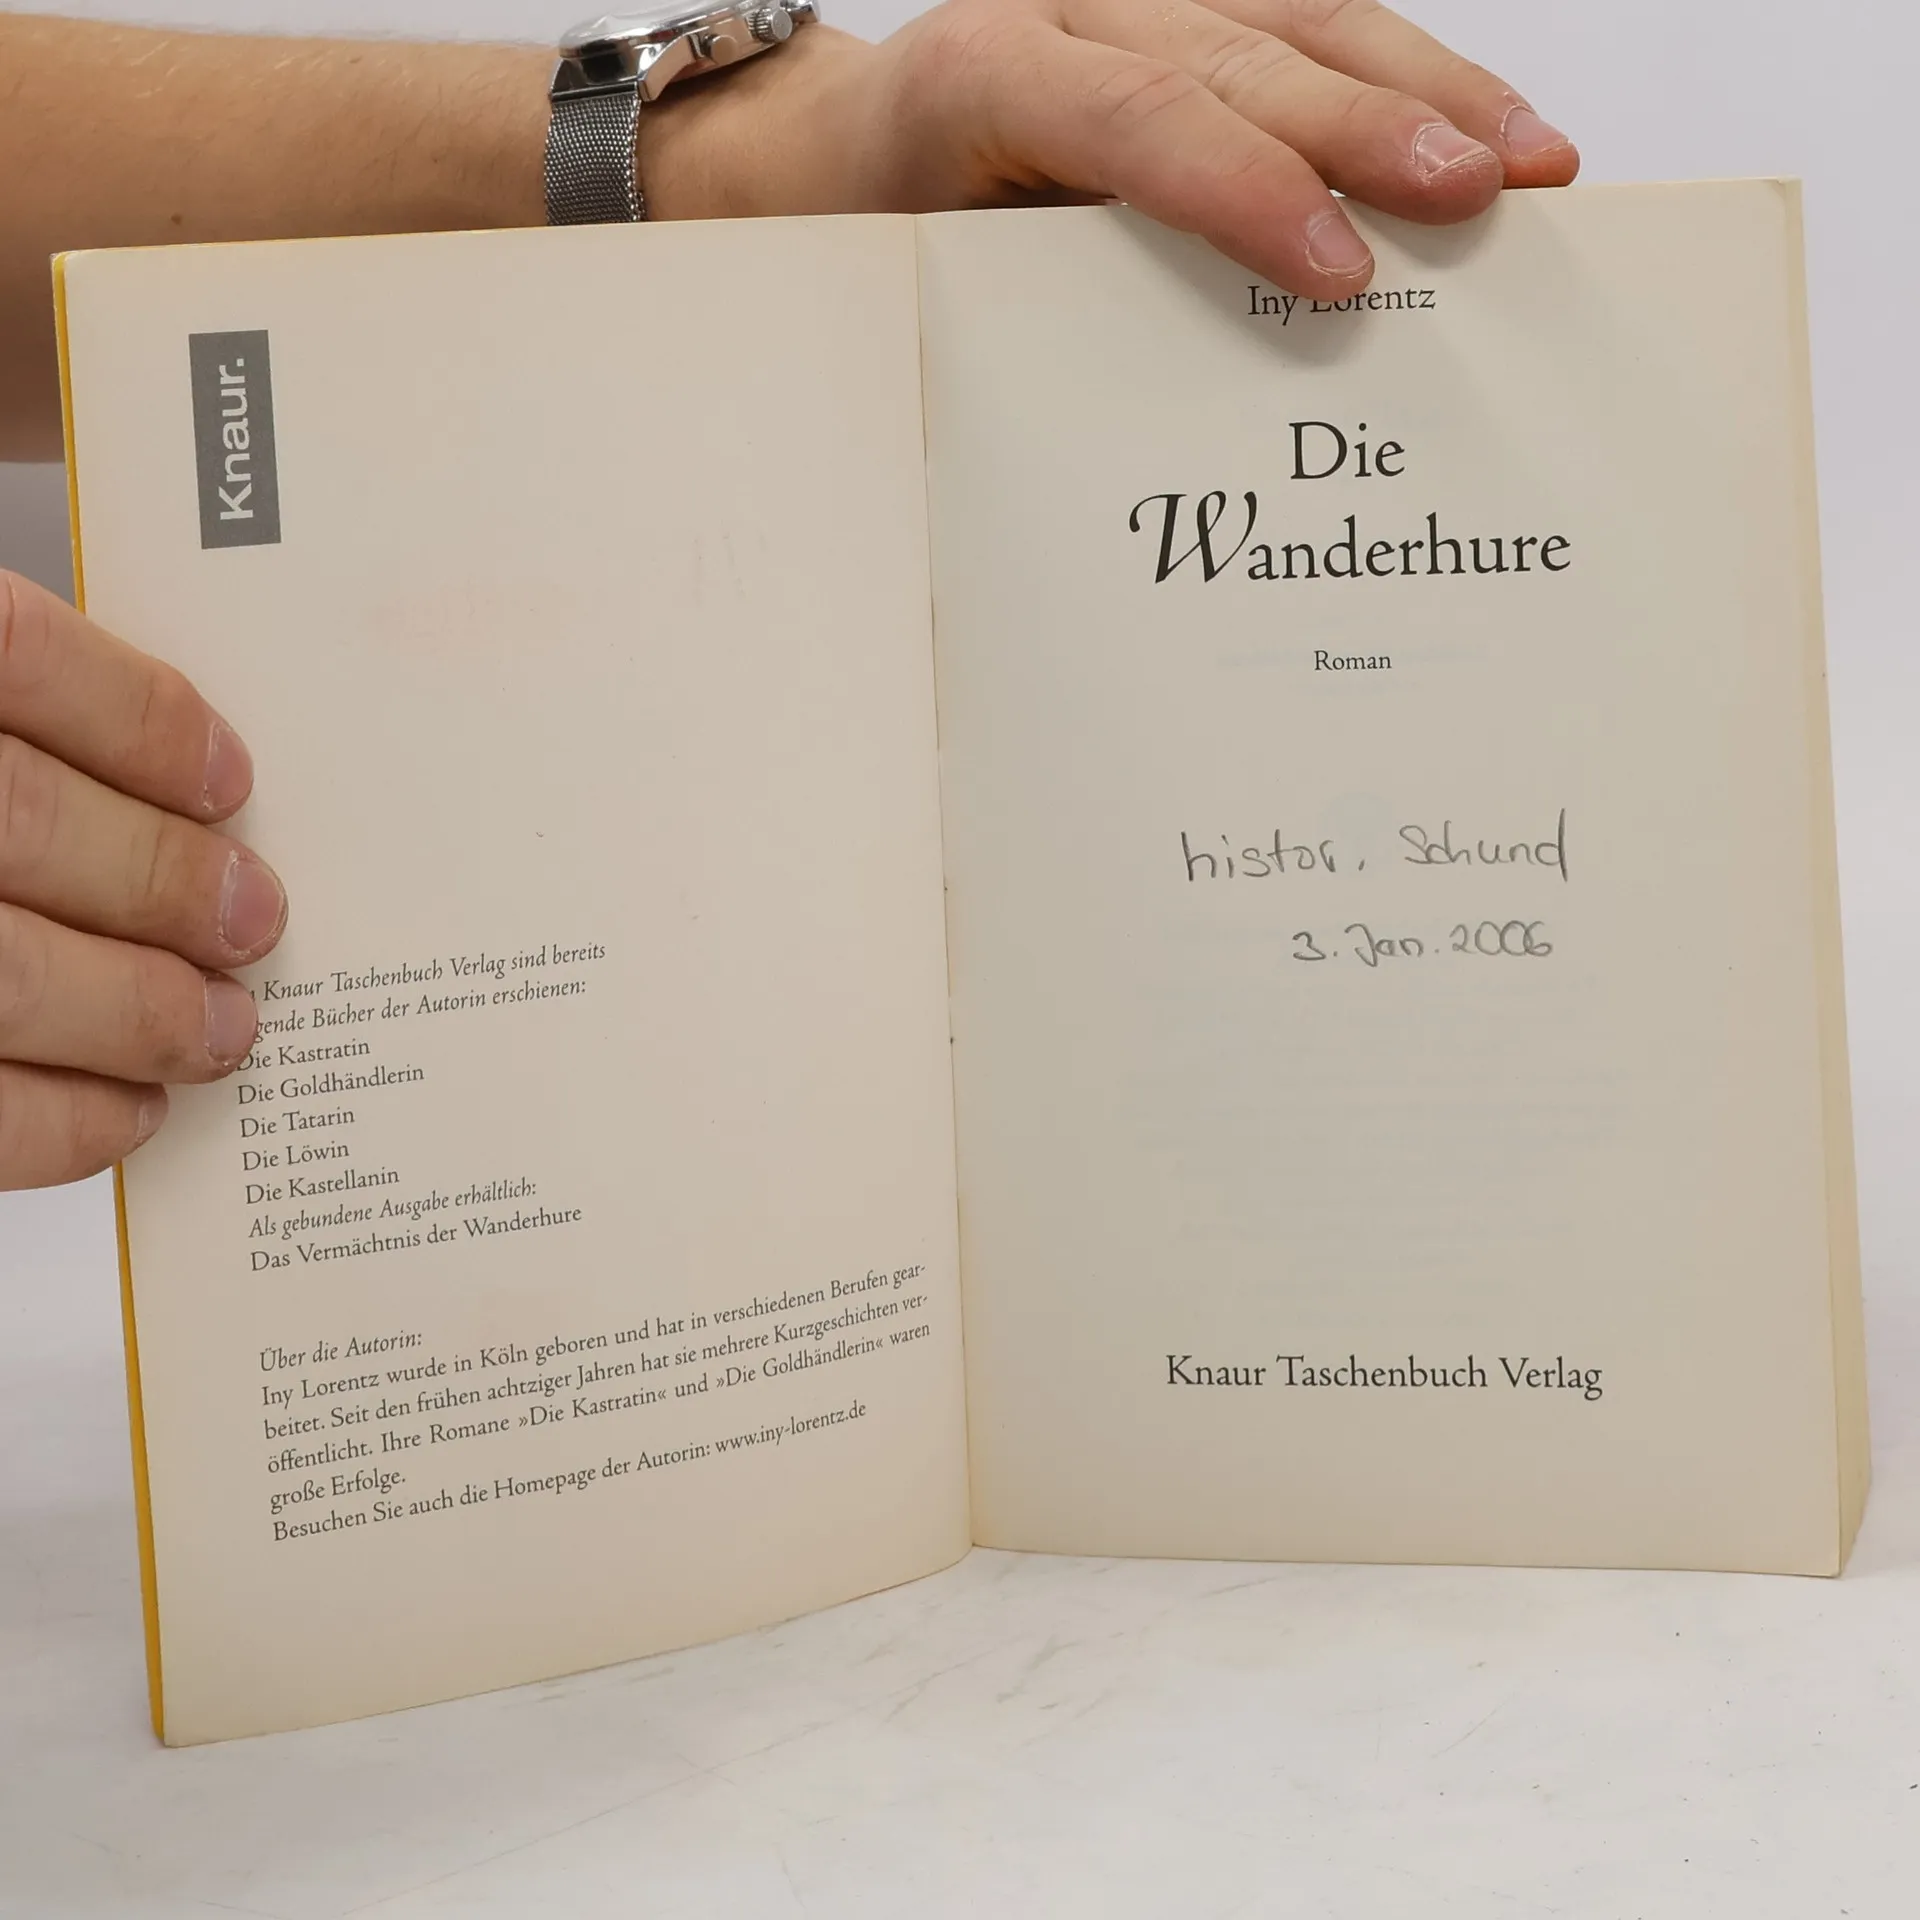 Knaur.
Knaur Taschenbuch Verlag sind bereits
gende Bücher der Autorin erschienen:
Die Kastratin
Die Goldhändlerin
Die Tatarin
Die Löwin
Die Kastellanin
Als gebundene Ausgabe erhältlich:
Das Vermächtnis der Wanderhure
Über die Autorin:
Iny Lorentz wurde in Köln geboren und hat in verschiedenen Berufen gear-
beitet. Seit den frühen achtziger Jahren hat sie mehrere Kurzgeschichten ver-
öffentlicht. Ihre Romane »Die Kastratin« und »Die Goldhändlerin« waren
große Erfolge.
Besuchen Sie auch die Homepage der Autorin: www.iny-lorentz.de
Iny Lorentz
Die
Wanderhure
Roman
histor. Schund
3. Jan. 2006
Knaur Taschenbuch Verlag